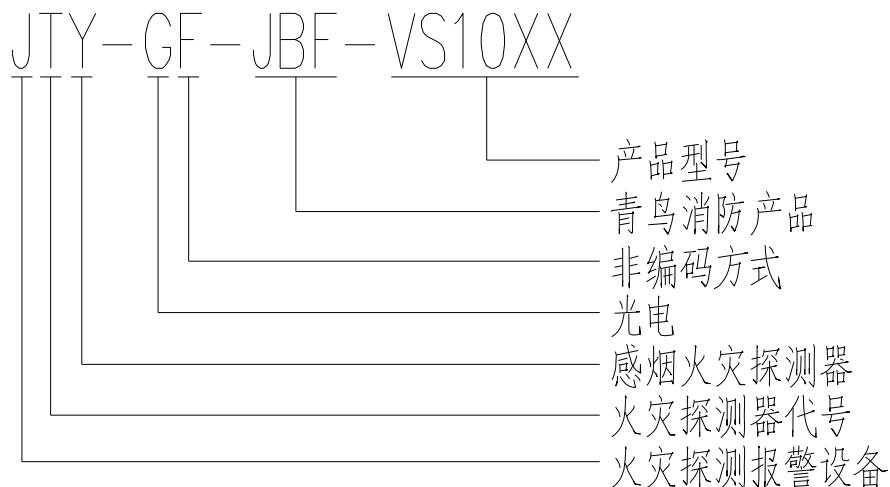 JTY-GF-JBF-VS10XX
产品型号
青鸟消防产品
非编码方式
光电
感烟火灾探测器
火灾探测器代号
火灾探测报警设备